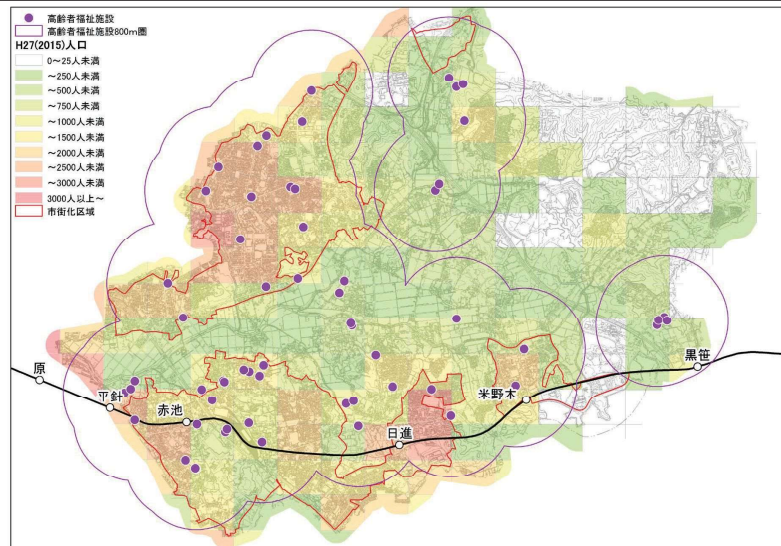 高齢者福祉施設
高齢者福祉施設800m圏
H27(2015)人口
0~25人未満
~250人未満
~500人未満
~750人未満
~1000人未満
~1500人未満
~2000人未満
~2500人未満
~3000人未満
3000人以上~
市街化区域
原
平針
赤池
日進
米野木
黒笹